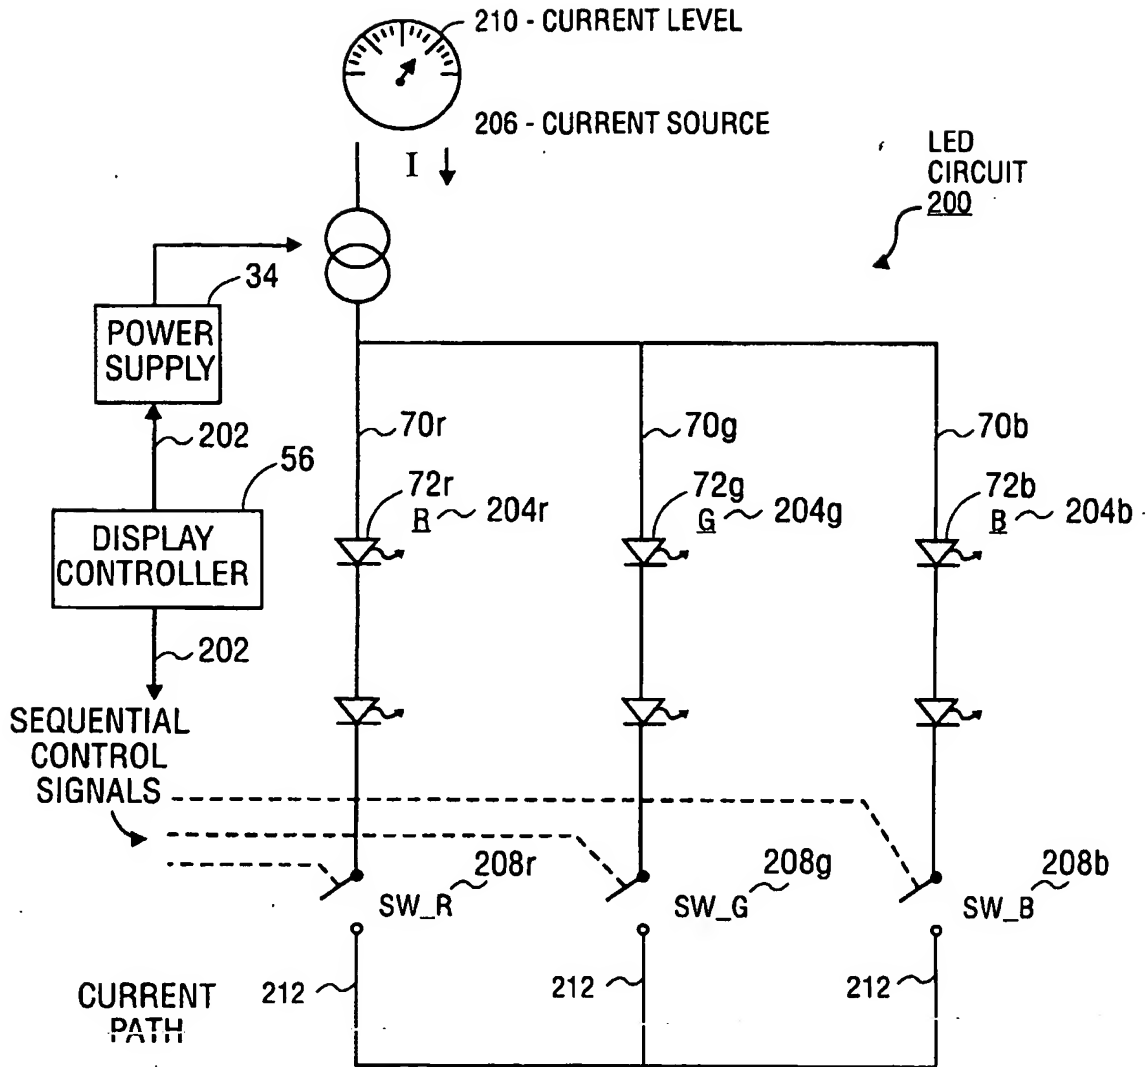 210 - CURRENT LEVEL
206 - CURRENT SOURCE
I
LED
CIRCUIT
200
34
POWER
SUPPLY
202
56
DISPLAY
CONTROLLER
202
SEQUENTIAL
CONTROL
SIGNALS
70r
70g
70b
72r
R 204r
72g
G 204g
72b
B 204b
SW_R 208r
SW_G 208g
SW_B 208b
212
212
212
CURRENT
PATH